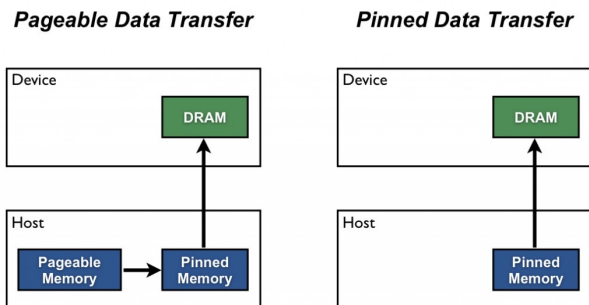 Pageable Data Transfer
Device
DRAM
Host
Pageable
Memory
Pinned
Memory
Pinned Data Transfer
Device
DRAM
Host
Pinned
Memory